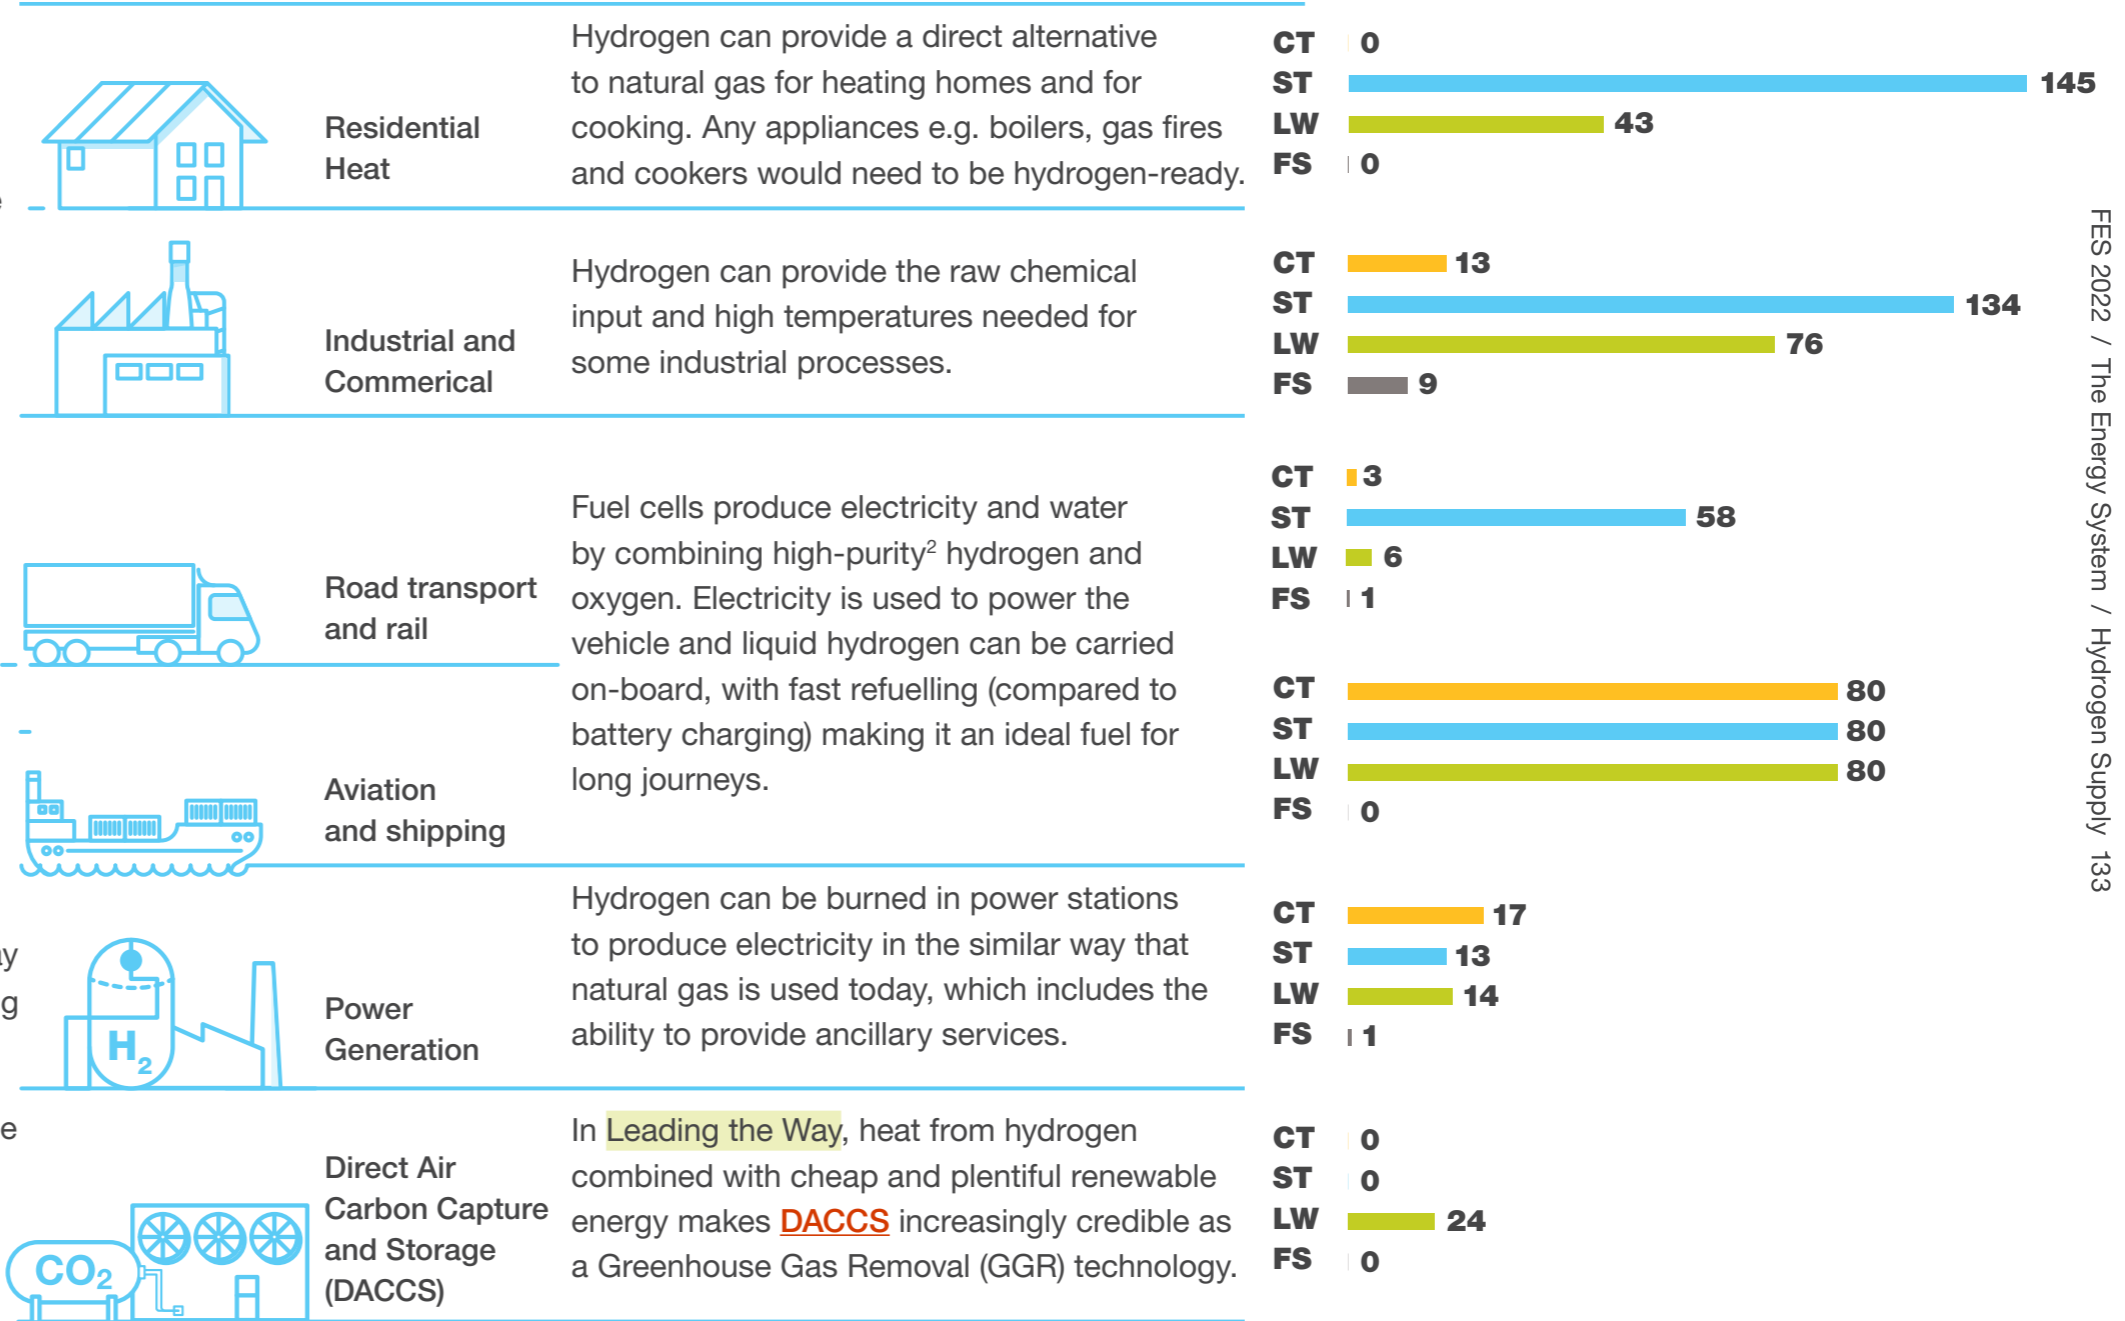 Residential
Heat
Hydrogen can provide a direct alternative
to natural gas for heating homes and for
cooking. Any appliances e.g. boilers, gas fires
and cookers would need to be hydrogen-ready.
CT 0
ST 145
LW 43
FS 0
Industrial and
Commerical
Hydrogen can provide the raw chemical
input and high temperatures needed for
some industrial processes.
CT 13
ST 134
LW 76
FS 9
Road transport
and rail
Fuel cells produce electricity and water
by combining high-purity² hydrogen and
oxygen. Electricity is used to power the
vehicle and liquid hydrogen can be carried
on-board, with fast refuelling (compared to
battery charging) making it an ideal fuel for
long journeys.
CT 3
ST 58
LW 6
FS 1
Aviation
and shipping
CT 80
ST 80
LW 80
FS 0
H₂
Power
Generation
Hydrogen can be burned in power stations
to produce electricity in the similar way that
natural gas is used today, which includes the
ability to provide ancillary services.
CT 17
ST 13
LW 14
FS 1
CO₂
Direct Air
Carbon Capture
and Storage
(DACCS)
In Leading the Way, heat from hydrogen
combined with cheap and plentiful renewable
energy makes DACCS increasingly credible as
a Greenhouse Gas Removal (GGR) technology.
CT 0
ST 0
LW 24
FS 0
FES 2022 / The Energy System / Hydrogen Supply 133